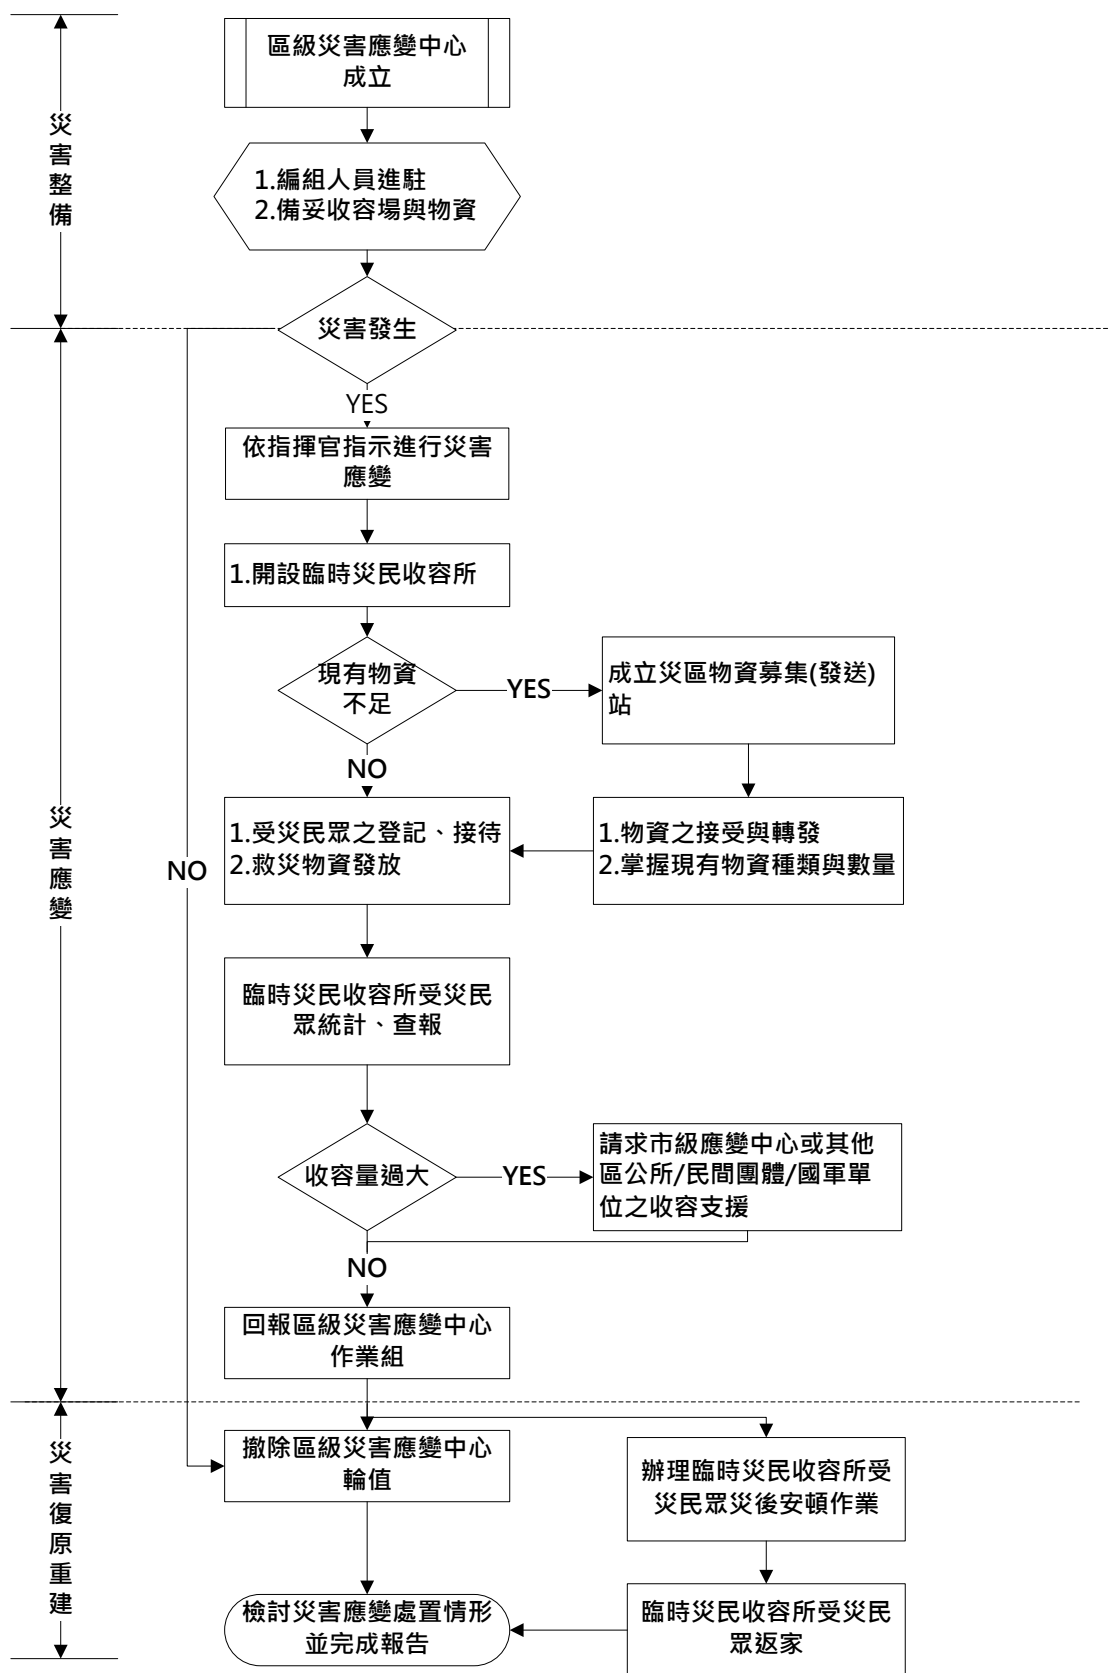 區級災害應變中心
成立
災害整備
1.編組人員進駐
2.備妥收容場與物資
災害發生
YES
依指揮官指示進行災害
應變
1.開設臨時災民收容所
現有物資
不足
YES
成立災區物資募集(發送)
站
NO
災害應變
NO
1.受災民眾之登記、接待
2.救災物資發放
1.物資之接受與轉發
2.掌握現有物資種類與數量
臨時災民收容所受災民
眾統計、查報
收容量過大
YES
請求市級應變中心或其他
區公所/民間團體/國軍單
位之收容支援
NO
回報區級災害應變中心
作業組
災害復原重建
撤除區級災害應變中心
輪值
辦理臨時災民收容所受
災民眾災後安頓作業
檢討災害應變處置情形
並完成報告
臨時災民收容所受災民
眾返家